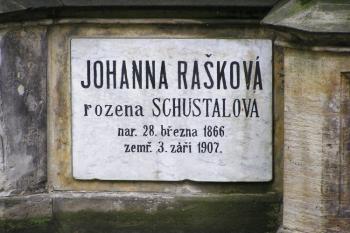 JOHANNA RAŠKOVÁ
rozena SCHUSTALOVA
nar. 28. března 1866
zemř. 3. září 1907.